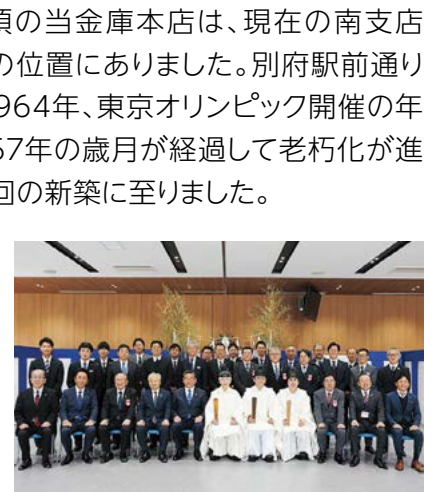 頃の当金庫本店は、現在の南支店
の位置にありました。別府駅前通り
964年、東京オリンピック開催の年
57年の歳月が経過して老朽化が進
回の新築に至りました。